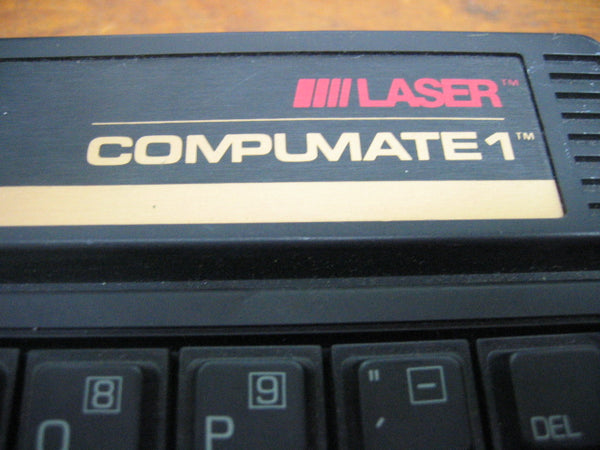 LASER™
COMPUMATE 1™
8 9 " -
O P ' DEL